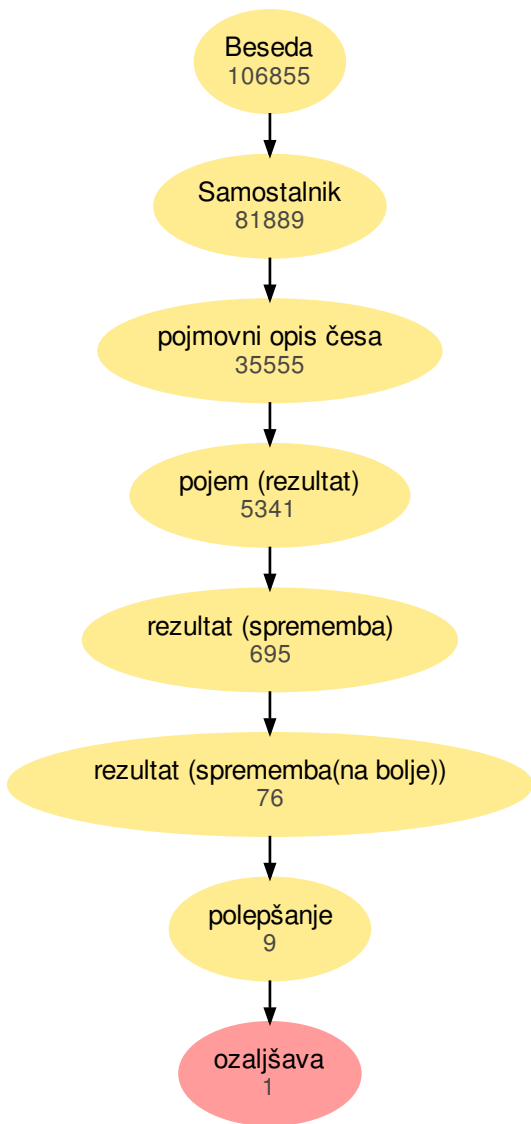 Beseda
106855
Samostalnik
81889
pojmovni opis česa
35555
pojem (rezultat)
5341
rezultat (sprememba)
695
rezultat (sprememba(na bolje))
76
polepšanje
9
ozaljšava
1